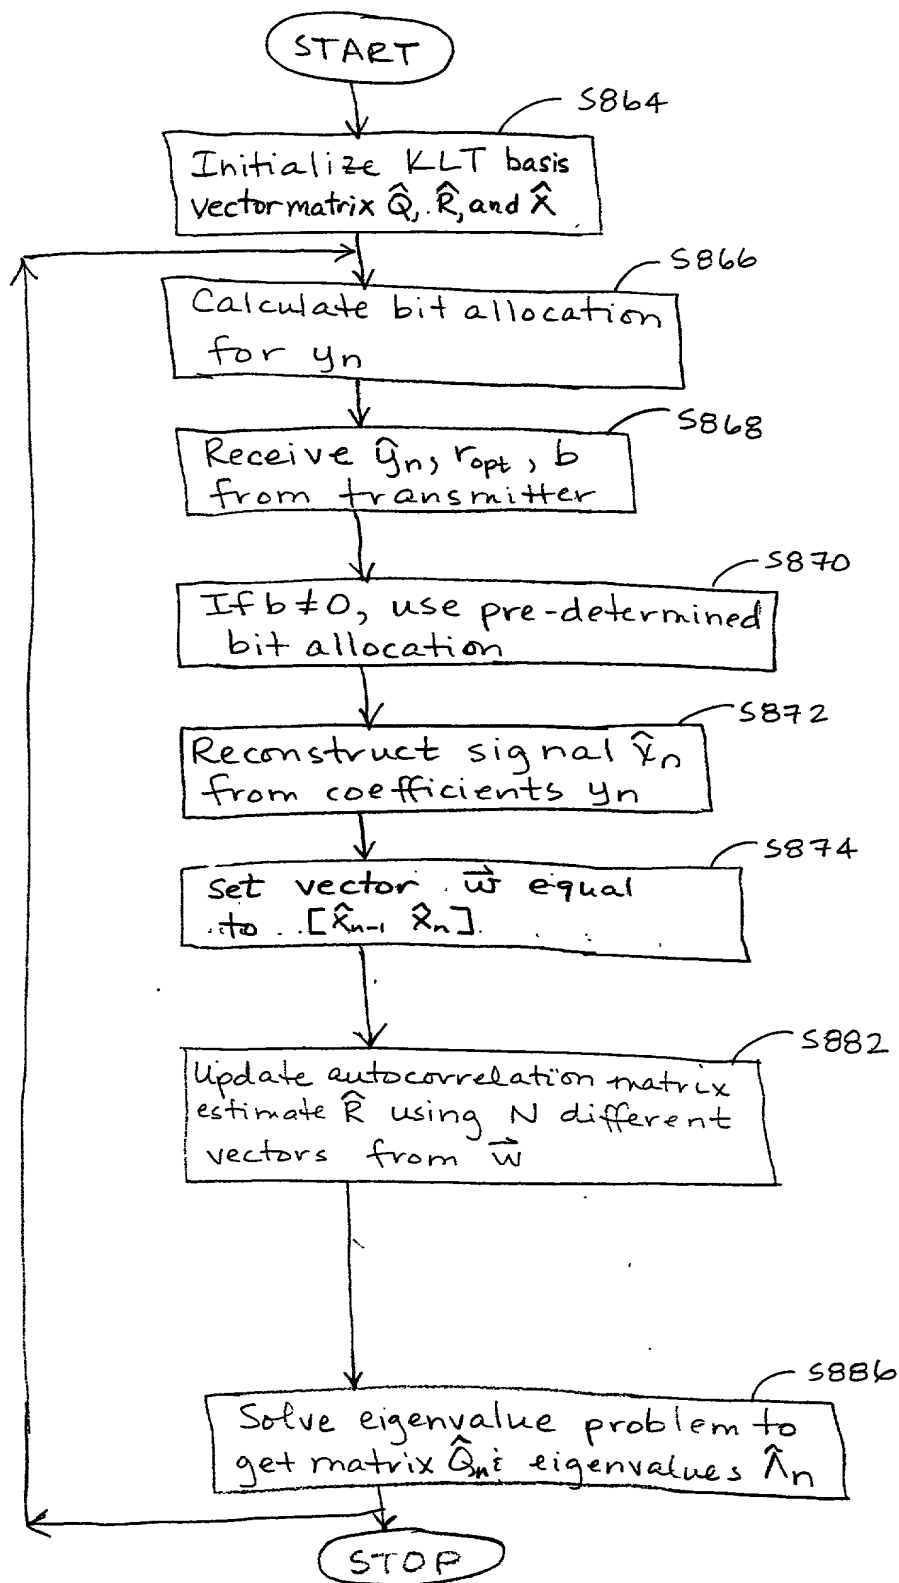 START
S864
Initialize KLT basis
vector matrix Q̂, R̂, and X̂
S866
Calculate bit allocation
for yn
S868
Receive ŷn, ropt, b
from transmitter
S870
If b ≠ 0, use pre-determined
bit allocation
S872
Reconstruct signal x̂n
from coefficients yn
S874
set vector w⃗ equal
to [x̂n-1 x̂n]
S882
Update autocorrelation matrix
estimate R̂ using N different
vectors from w⃗
S886
Solve eigenvalue problem to
get matrix Q̂n & eigenvalues Λ̂n
STOP